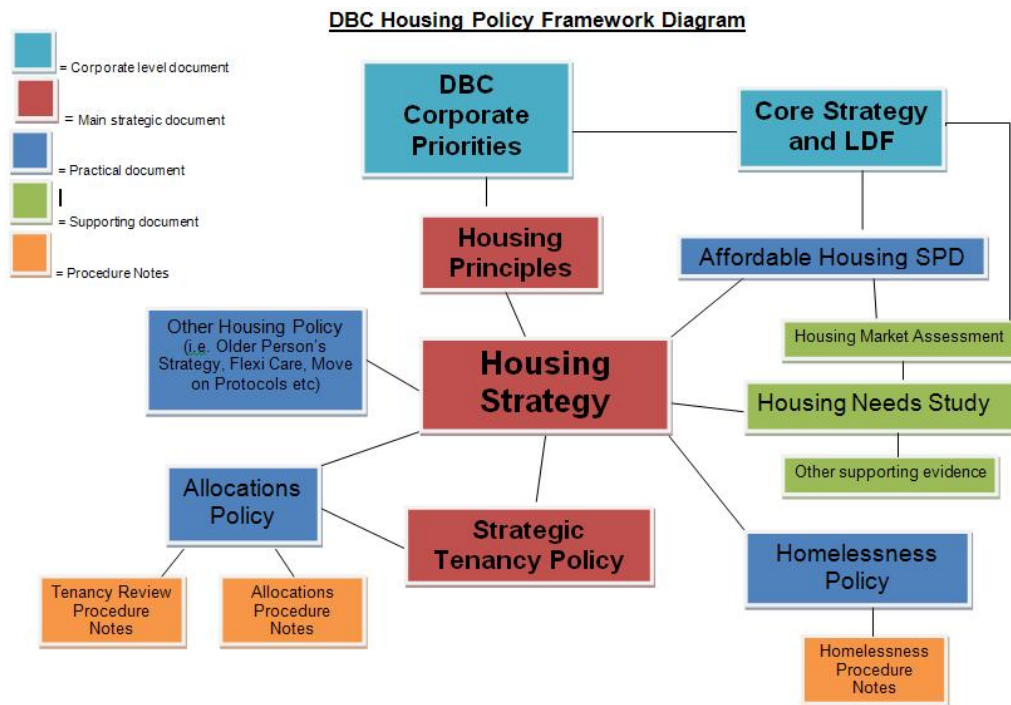 DBC Housing Policy Framework Diagram
= Corporate level document
= Main strategic document
= Practical document
= Supporting document
= Procedure Notes
DBC
Corporate
Priorities
Core Strategy
and LDF
Housing
Principles
Affordable Housing SPD
Other Housing Policy
(i.e. Older Person's
Strategy, Flexi Care, Move
on Protocols etc)
Housing
Strategy
Housing Market Assessment
Housing Needs Study
Other supporting evidence
Allocations
Policy
Strategic
Tenancy Policy
Homelessness
Policy
Tenancy Review
Procedure
Notes
Allocations
Procedure
Notes
Homelessness
Procedure
Notes